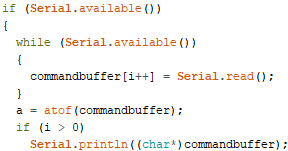 if (Serial.available())
{
  while (Serial.available())
  {
    commandbuffer[i++] = Serial.read();
  }
  a = atof(commandbuffer);
  if (i > 0)
    Serial.println((char*)commandbuffer);